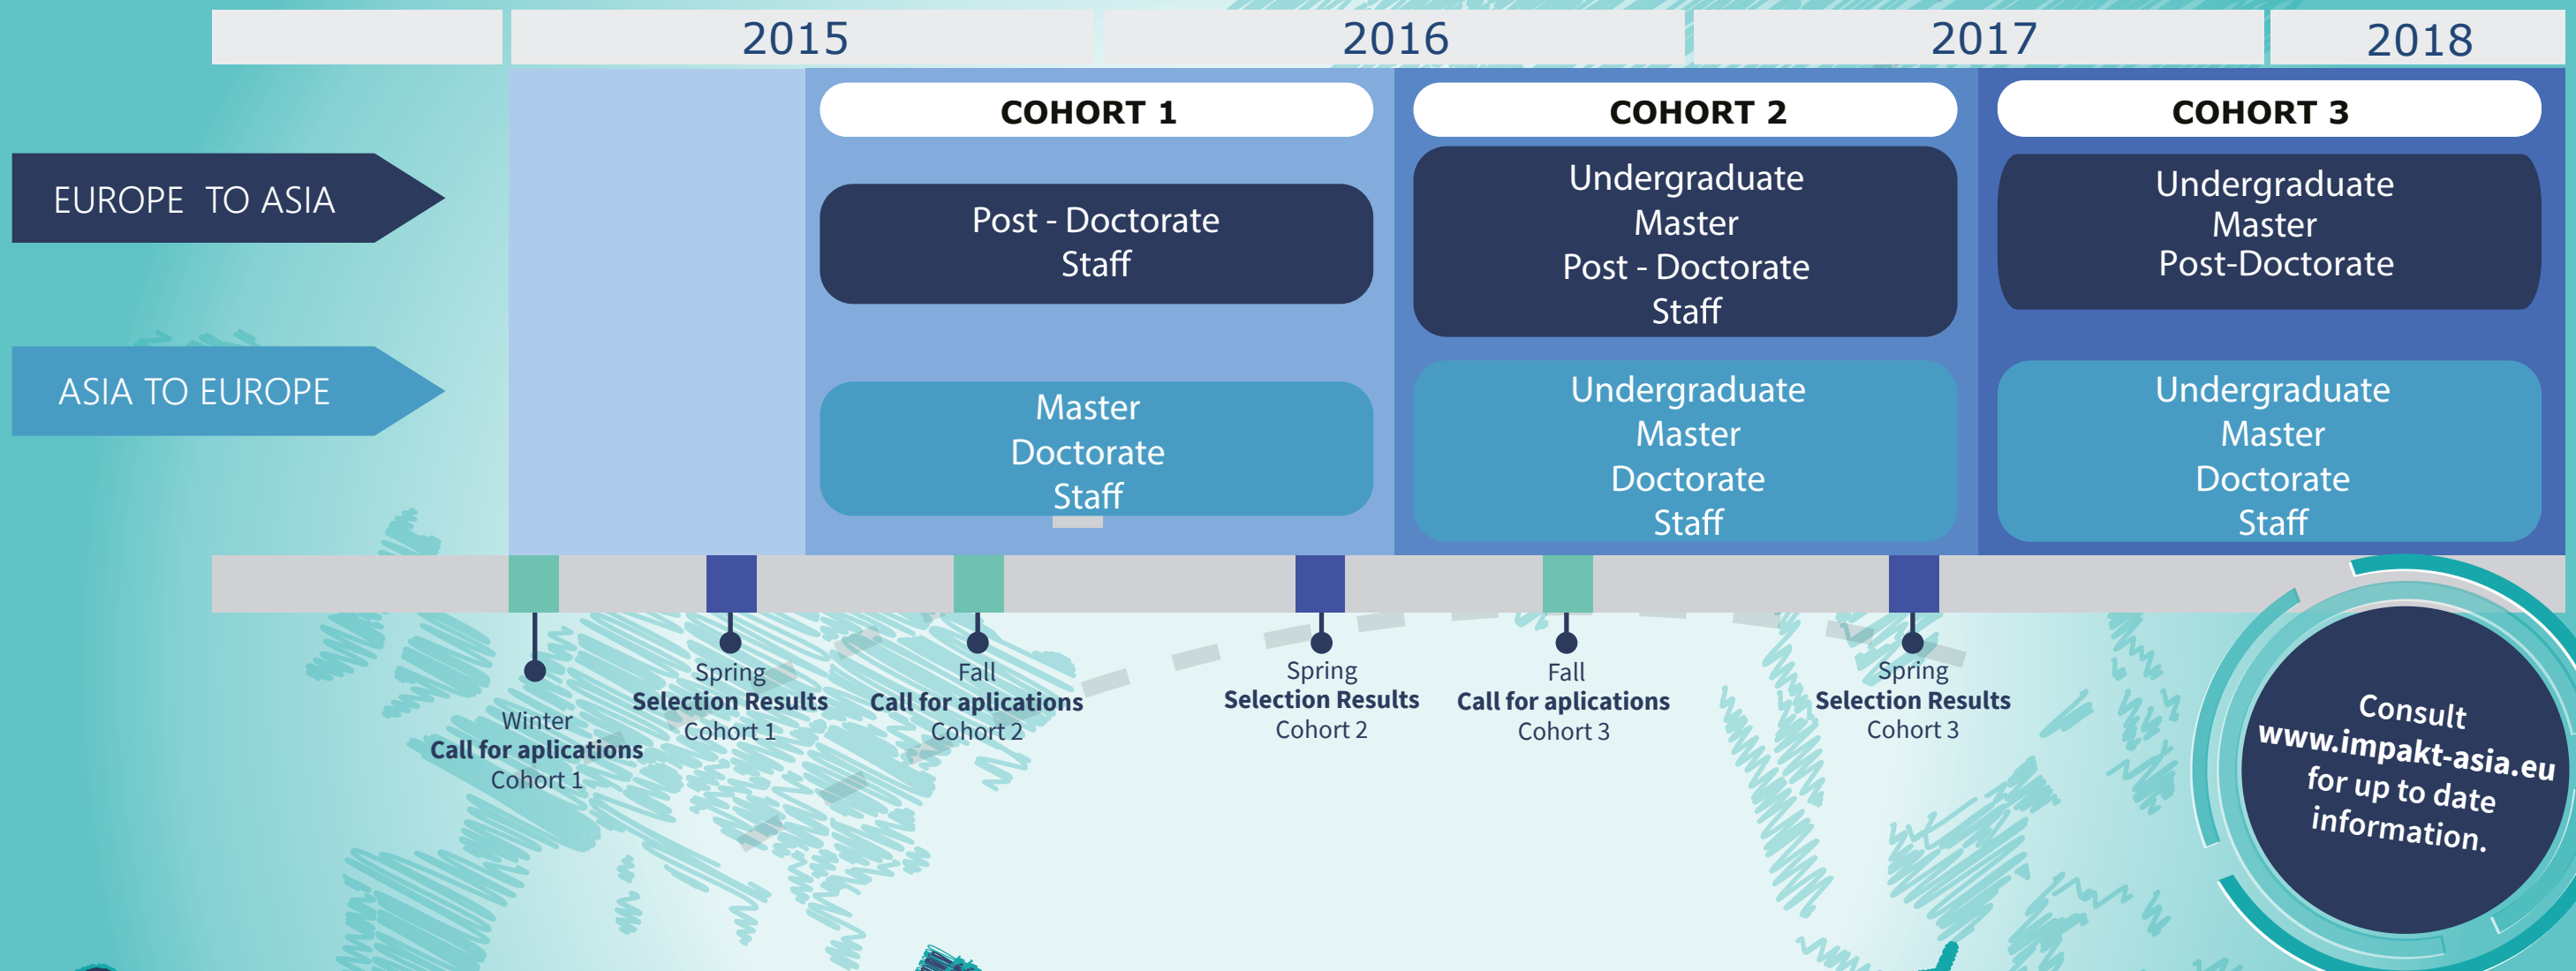 2015
2016
2017
2018
COHORT 1
COHORT 2
COHORT 3
EUROPE TO ASIA
Post - Doctorate
Staff
Undergraduate
Master
Post - Doctorate
Staff
Undergraduate
Master
Post-Doctorate
ASIA TO EUROPE
Master
Doctorate
Staff
Undergraduate
Master
Doctorate
Staff
Undergraduate
Master
Doctorate
Staff
Winter
Call for aplications
Cohort 1
Spring
Selection Results
Cohort 1
Fall
Call for aplications
Cohort 2
Spring
Selection Results
Cohort 2
Fall
Call for aplications
Cohort 3
Spring
Selection Results
Cohort 3
Consult
www.impakt-asia.eu
for up to date
information.